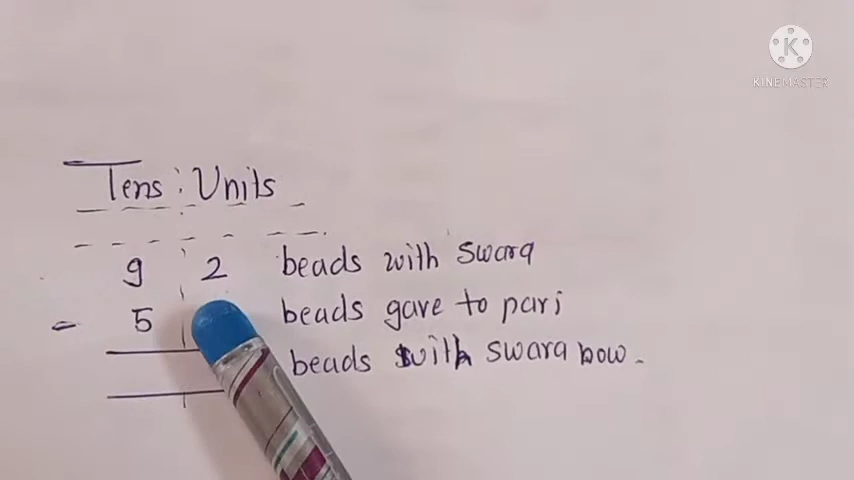 K
KINEMASTER
Tens Units
9 2 beads with swara
- 5 beads gave to pari
beads with swara now.